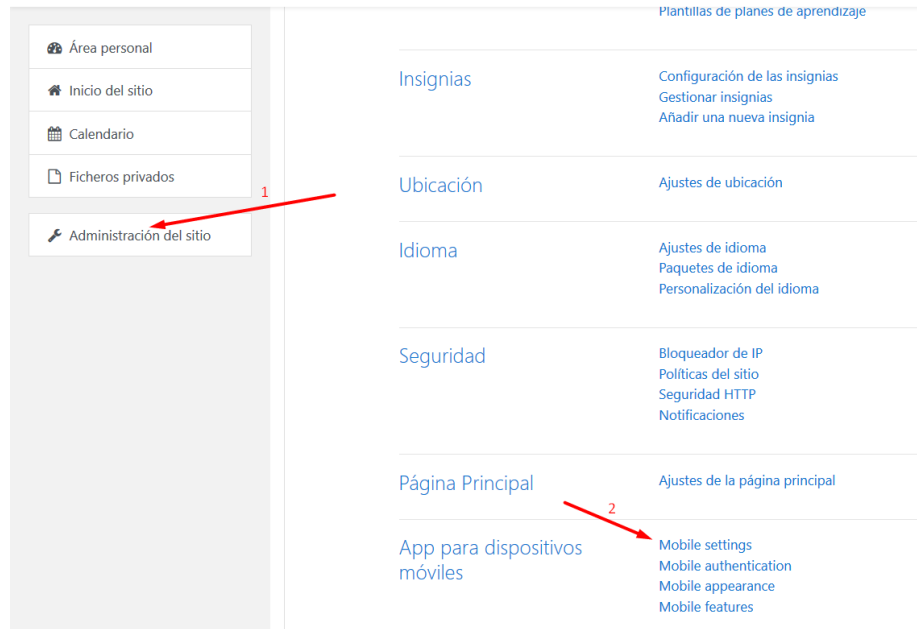 Área personal
Inicio del sitio
Calendario
Ficheros privados
1
Administración del sitio
Plantillas de planes de aprendizaje
Insignias
Configuración de las insignias
Gestionar insignias
Añadir una nueva insignia
Ubicación
Ajustes de ubicación
Idioma
Ajustes de idioma
Paquetes de idioma
Personalización del idioma
Seguridad
Bloqueador de IP
Políticas del sitio
Seguridad HTTP
Notificaciones
Página Principal
Ajustes de la página principal
2
App para dispositivos
móviles
Mobile settings
Mobile authentication
Mobile appearance
Mobile features